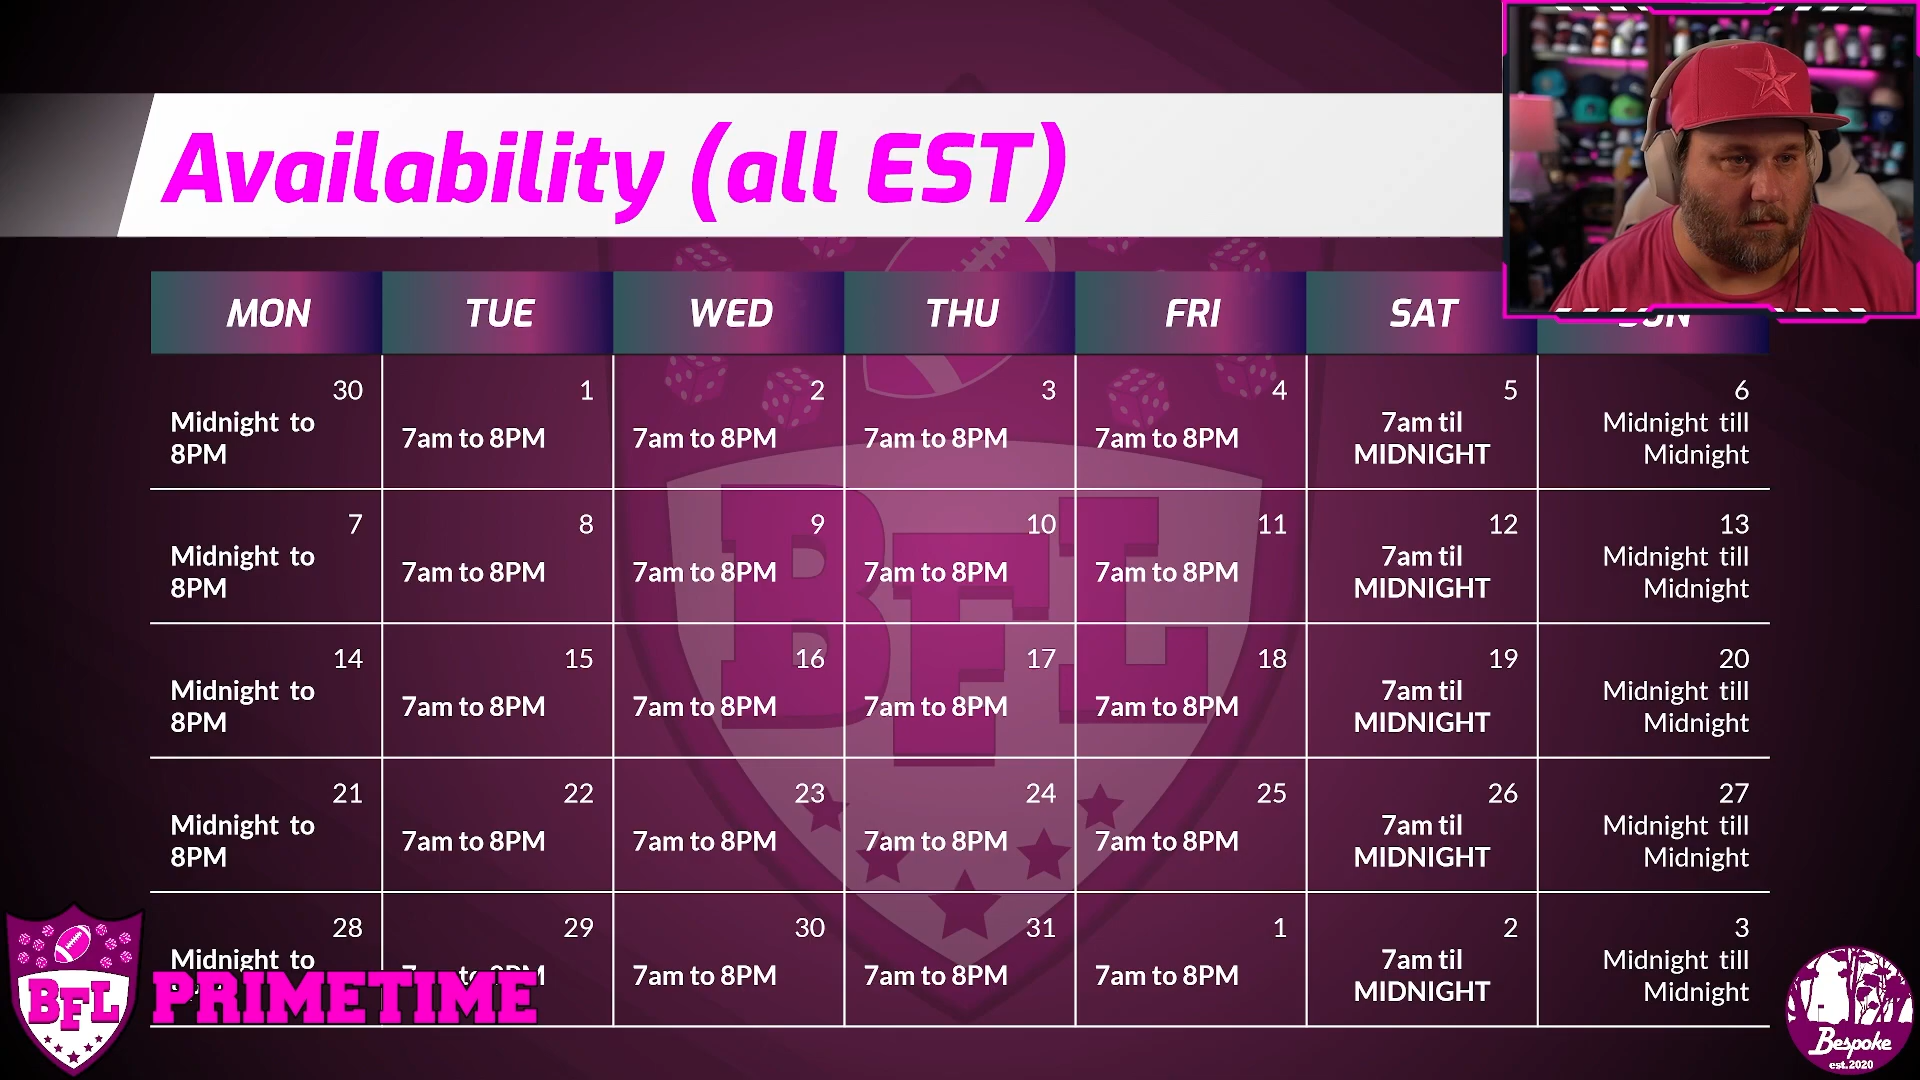 Availability (all EST)
MON TUE WED THU FRI SAT SUN
30 1 2 3 4 5 6
Midnight to 8PM
7am to 8PM
7am to 8PM
7am to 8PM
7am to 8PM
7am til MIDNIGHT
Midnight till Midnight
7 8 9 10 11 12 13
Midnight to 8PM
7am to 8PM
7am to 8PM
7am to 8PM
7am to 8PM
7am til MIDNIGHT
Midnight till Midnight
14 15 16 17 18 19 20
Midnight to 8PM
7am to 8PM
7am to 8PM
7am to 8PM
7am to 8PM
7am til MIDNIGHT
Midnight till Midnight
21 22 23 24 25 26 27
Midnight to 8PM
7am to 8PM
7am to 8PM
7am to 8PM
7am to 8PM
7am til MIDNIGHT
Midnight till Midnight
28 29 30 31 1 2 3
Midnight to
7am to 8PM
7am to 8PM
7am to 8PM
7am til MIDNIGHT
Midnight till Midnight
BFL
BFL
PRIMETIME
Bespoke
est.2020